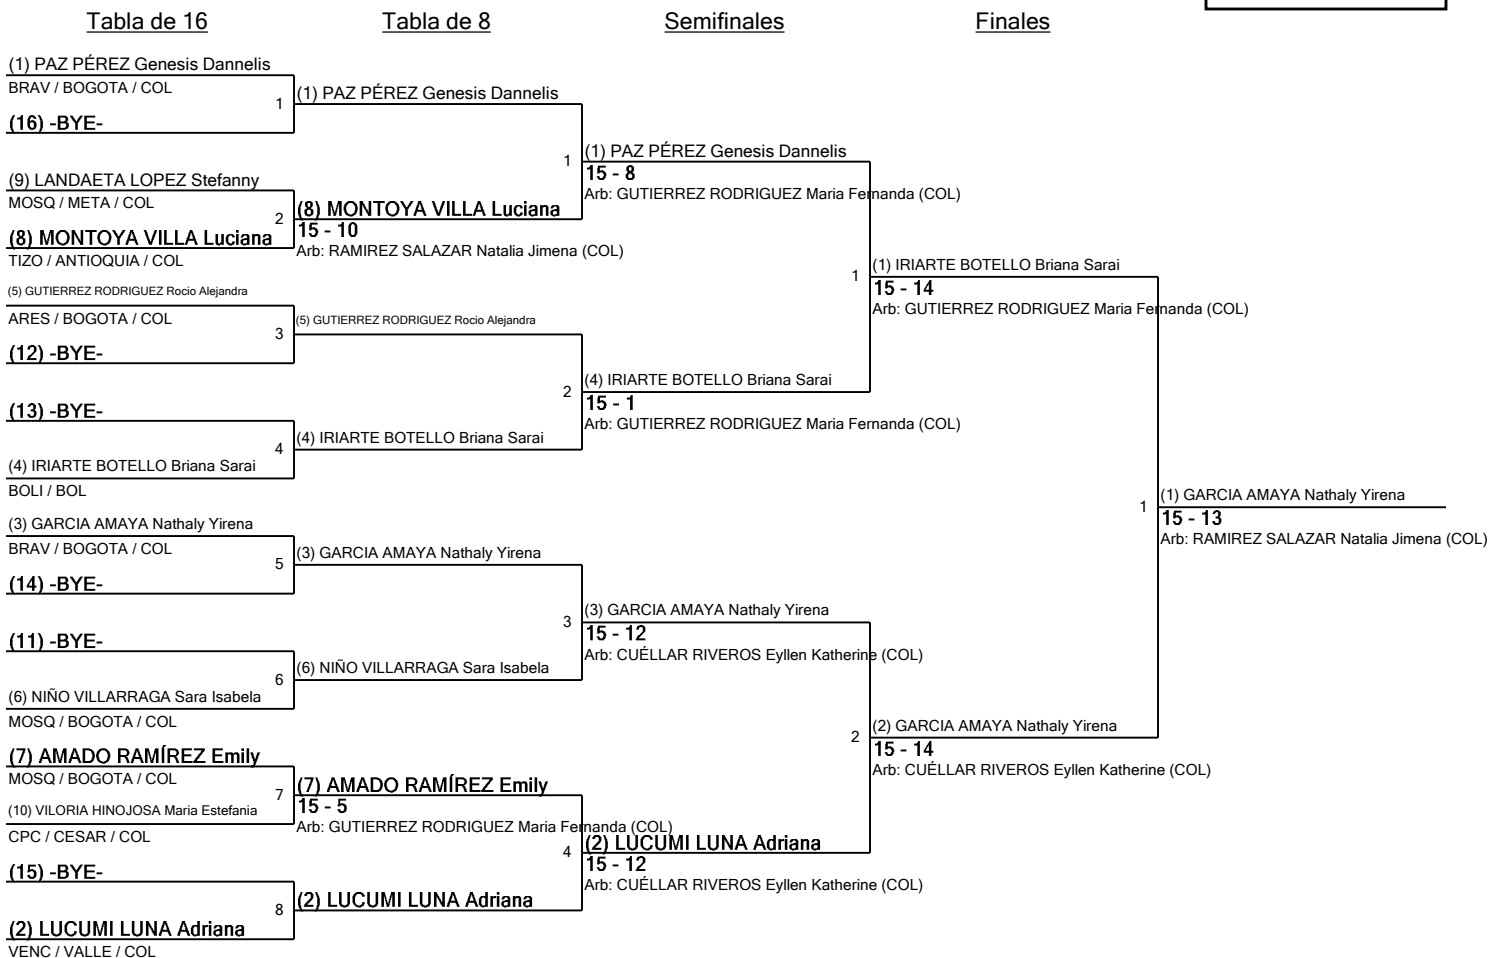 Tabla de 16
Tabla de 8
Semifinales
Finales
(1) PAZ PÉREZ Genesis Dannelis
BRAV / BOGOTA / COL
1
(16) -BYE-
(9) LANDAETA LOPEZ Stefanny
MOSQ / META / COL
2
(8) MONTOYA VILLA Luciana
TIZO / ANTIOQUIA / COL
(5) GUTIERREZ RODRIGUEZ Rocio Alejandra
ARES / BOGOTA / COL
3
(12) -BYE-
(13) -BYE-
4
(4) IRIARTE BOTELLO Briana Sarai
BOLI / BOL
(3) GARCIA AMAYA Nathaly Yirena
BRAV / BOGOTA / COL
5
(14) -BYE-
(11) -BYE-
6
(6) NIÑO VILLARRAGA Sara Isabela
MOSQ / BOGOTA / COL
(7) AMADO RAMÍREZ Emily
MOSQ / BOGOTA / COL
7
(10) VILORIA HINOJOSA Maria Estefania
CPC / CESAR / COL
(15) -BYE-
8
(2) LUCUMI LUNA Adriana
VENC / VALLE / COL
(1) PAZ PÉREZ Genesis Dannelis
1
(8) MONTOYA VILLA Luciana
15 - 10
Arb: RAMIREZ SALAZAR Natalia Jimena (COL)
(5) GUTIERREZ RODRIGUEZ Rocio Alejandra
2
(4) IRIARTE BOTELLO Briana Sarai
(3) GARCIA AMAYA Nathaly Yirena
3
(6) NIÑO VILLARRAGA Sara Isabela
(7) AMADO RAMÍREZ Emily
15 - 5
Arb: GUTIERREZ RODRIGUEZ Maria Fernanda (COL)
4
(2) LUCUMI LUNA Adriana
(1) PAZ PÉREZ Genesis Dannelis
15 - 8
Arb: GUTIERREZ RODRIGUEZ Maria Fernanda (COL)
1
(4) IRIARTE BOTELLO Briana Sarai
15 - 1
Arb: GUTIERREZ RODRIGUEZ Maria Fernanda (COL)
(3) GARCIA AMAYA Nathaly Yirena
15 - 12
Arb: CUÉLLAR RIVEROS Eyllen Katherine (COL)
2
(2) LUCUMI LUNA Adriana
15 - 12
Arb: CUÉLLAR RIVEROS Eyllen Katherine (COL)
(1) IRIARTE BOTELLO Briana Sarai
15 - 14
Arb: GUTIERREZ RODRIGUEZ Maria Fernanda (COL)
1
(2) GARCIA AMAYA Nathaly Yirena
15 - 14
Arb: CUÉLLAR RIVEROS Eyllen Katherine (COL)
(1) GARCIA AMAYA Nathaly Yirena
15 - 13
Arb: RAMIREZ SALAZAR Natalia Jimena (COL)